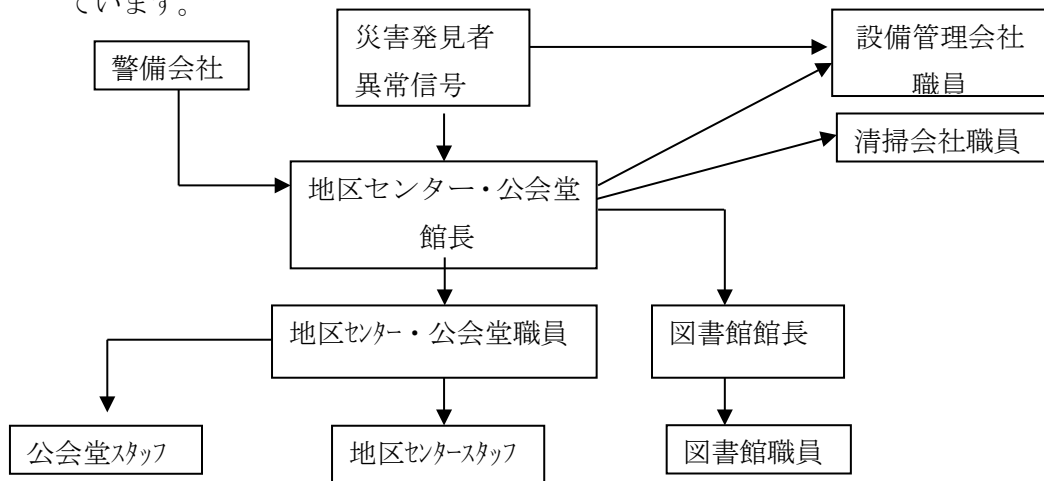 ています。
災害発見者
異常信号
設備管理会社
職員
警備会社
清掃会社職員
地区センター・公会堂
館長
地区ｾﾝﾀｰ・公会堂職員
図書館館長
公会堂ｽﾀｯﾌ
地区ｾﾝﾀｰｽﾀｯﾌ
図書館職員